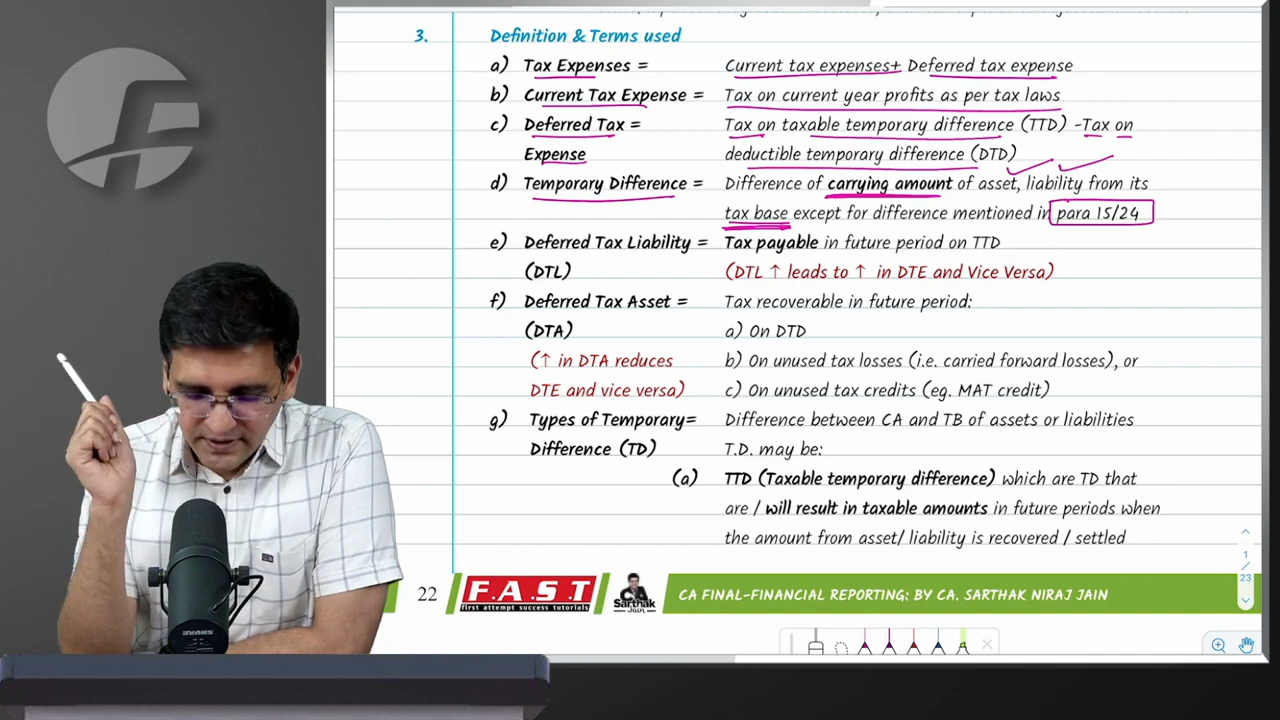 3. Definition & Terms used
a) Tax Expenses = Current tax expenses+ Deferred tax expense
b) Current Tax Expense = Tax on current year profits as per tax laws
c) Deferred Tax = Tax on taxable temporary difference (TTD) -Tax on
Expense deductible temporary difference (DTD)
d) Temporary Difference = Difference of carrying amount of asset, liability from its
tax base except for difference mentioned in para 15/24
e) Deferred Tax Liability = Tax payable in future period on TTD
(DTL) (DTL ↑ leads to ↑ in DTE and Vice Versa)
f) Deferred Tax Asset = Tax recoverable in future period:
(DTA) a) On DTD
(↑ in DTA reduces b) On unused tax losses (i.e. carried forward losses), or
DTE and vice versa) c) On unused tax credits (eg. MAT credit)
g) Types of Temporary= Difference between CA and TB of assets or liabilities
Difference (TD) T.D. may be:
(a) TTD (Taxable temporary difference) which are TD that
are / will result in taxable amounts in future periods when
the amount from asset/ liability is recovered / settled
22 F.A.S.T Sarthak Jain CA FINAL-FINANCIAL REPORTING: BY CA. SARTHAK NIRAJ JAIN
first attempt success tutorials
1
/
23
SHURE